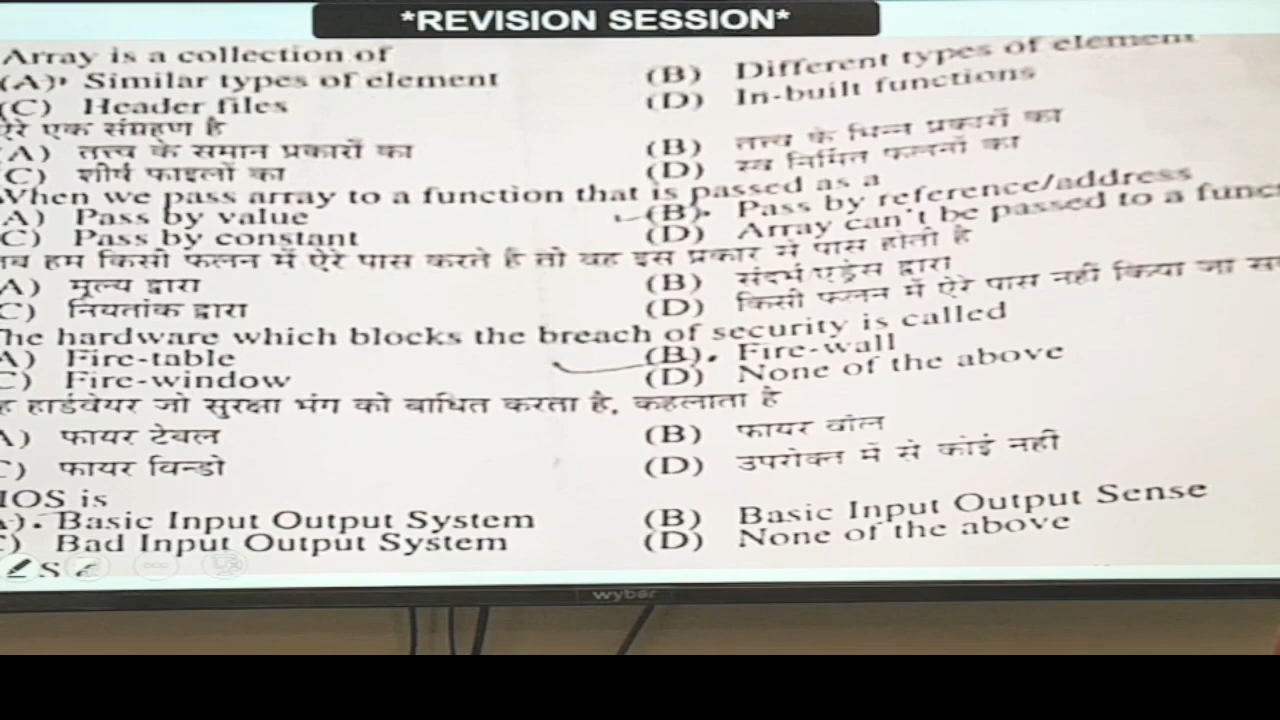 *REVISION SESSION*
Array is a collection of
(A) Similar types of element (B) Different types of element
(C) Header files (D) In-built functions
ऐरे एक संग्रहण है
A) तत्त्व के समान प्रकारों का (B) तत्त्व के भिन्न प्रकारों का
C) शीर्ष फाइलों का (D) स्व निर्मित फलनों का
When we pass array to a function that is passed as a
A) Pass by value (B) Pass by reference/address
C) Pass by constant (D) Array can't be passed to a func
जब हम किसी फलन में ऐरे पास करते हैं तो वह इस प्रकार से पास होती है
A) मूल्य द्वारा (B) संदर्भ/एड्रेस द्वारा
C) नियतांक द्वारा (D) किसी फलन में ऐरे पास नहीं किया जा
The hardware which blocks the breach of security is called
A) Fire-table (B) Fire-wall
C) Fire-window (D) None of the above
ह हार्डवेयर जो सुरक्षा भंग को बाधित करता है, कहलाता है
A) फायर टेबल (B) फायर वॉल
C) फायर विन्डो (D) उपरोक्त में से कोई नहीं
IOS is
A) Basic Input Output System (B) Basic Input Output Sense
C) Bad Input Output System (D) None of the above
wybor